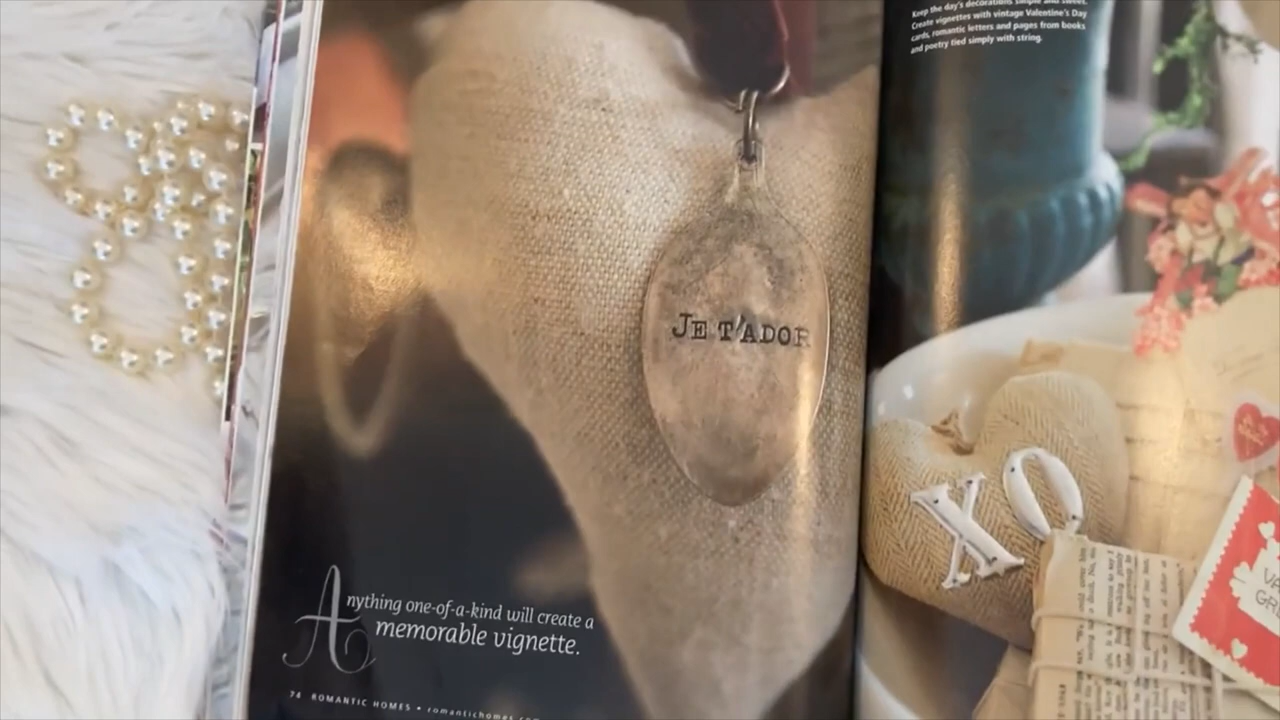 Keep the day's decorations simple and sweet.
Create vignettes with vintage Valentine's Day
cards, romantic letters and pages from books
and poetry tied simply with string.
JE T'ADOR
XO
Anything one-of-a-kind will create a
memorable vignette.
74 ROMANTIC HOMES • romantichomes.com